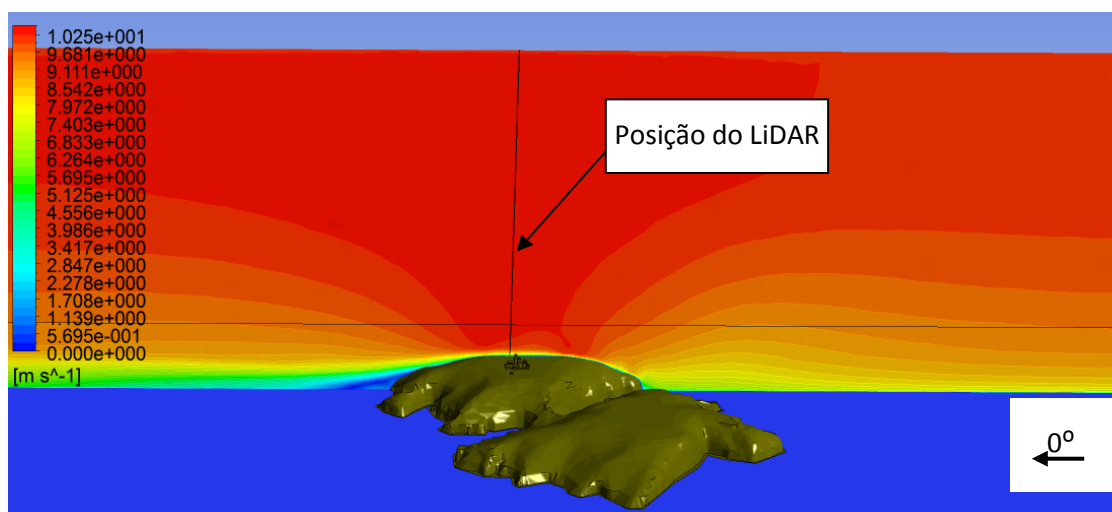 1.025e+001
9.681e+000
9.111e+000
8.542e+000
7.972e+000
7.403e+000
6.833e+000
6.264e+000
5.695e+000
5.125e+000
4.556e+000
3.986e+000
3.417e+000
2.847e+000
2.278e+000
1.708e+000
1.139e+000
5.695e-001
0.000e+000
[m s^-1]
Posição do LiDAR
0º